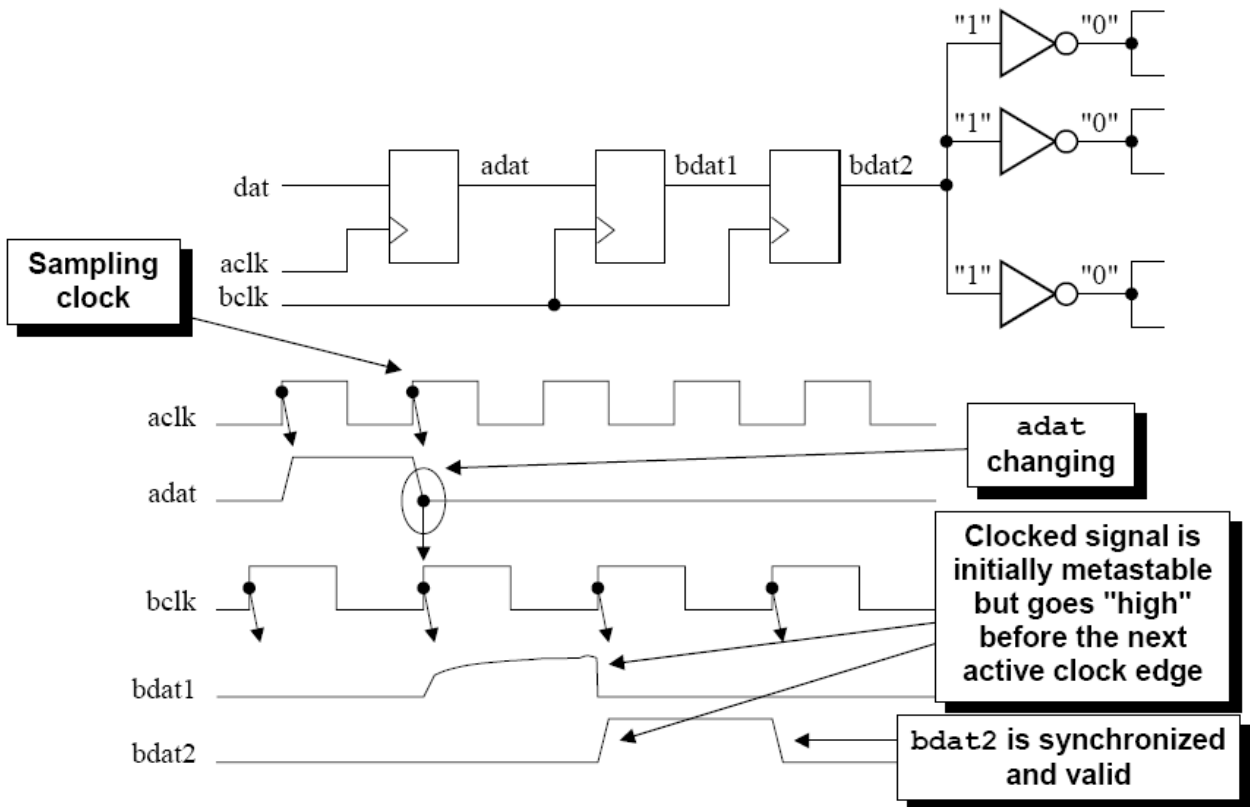 "1" "0"
"1" "0"
adat bdat1 bdat2
dat
Sampling
clock
aclk
bclk
"1" "0"
aclk
adat
changing
adat
Clocked signal is
initially metastable
but goes "high"
before the next
active clock edge
bclk
bdat1
bdat2
bdat2 is synchronized
and valid